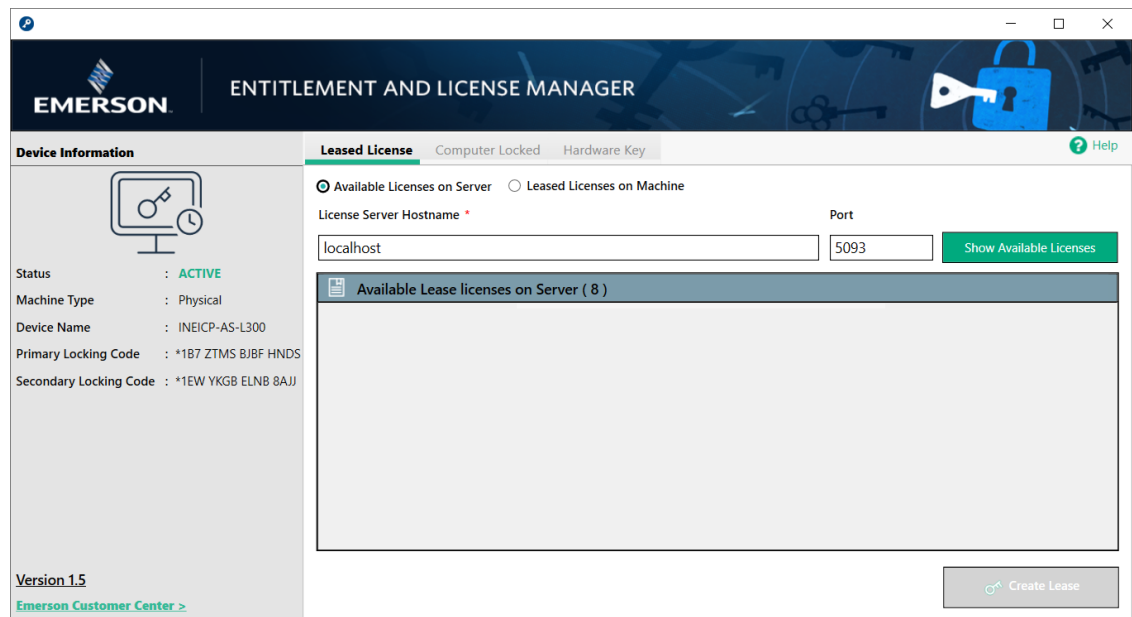 EMERSON.
ENTITLEMENT AND LICENSE MANAGER
Device Information
Leased License Computer Locked Hardware Key
? Help
Available Licenses on Server Leased Licenses on Machine
License Server Hostname * Port
localhost 5093 Show Available Licenses
Available Lease licenses on Server ( 8 )
Status : ACTIVE
Machine Type : Physical
Device Name : INEICP-AS-L300
Primary Locking Code : *1B7 ZTMS BJBF HNDS
Secondary Locking Code : *1EW YKGB ELNB 8AJJ
Version 1.5
Emerson Customer Center >
Create Lease